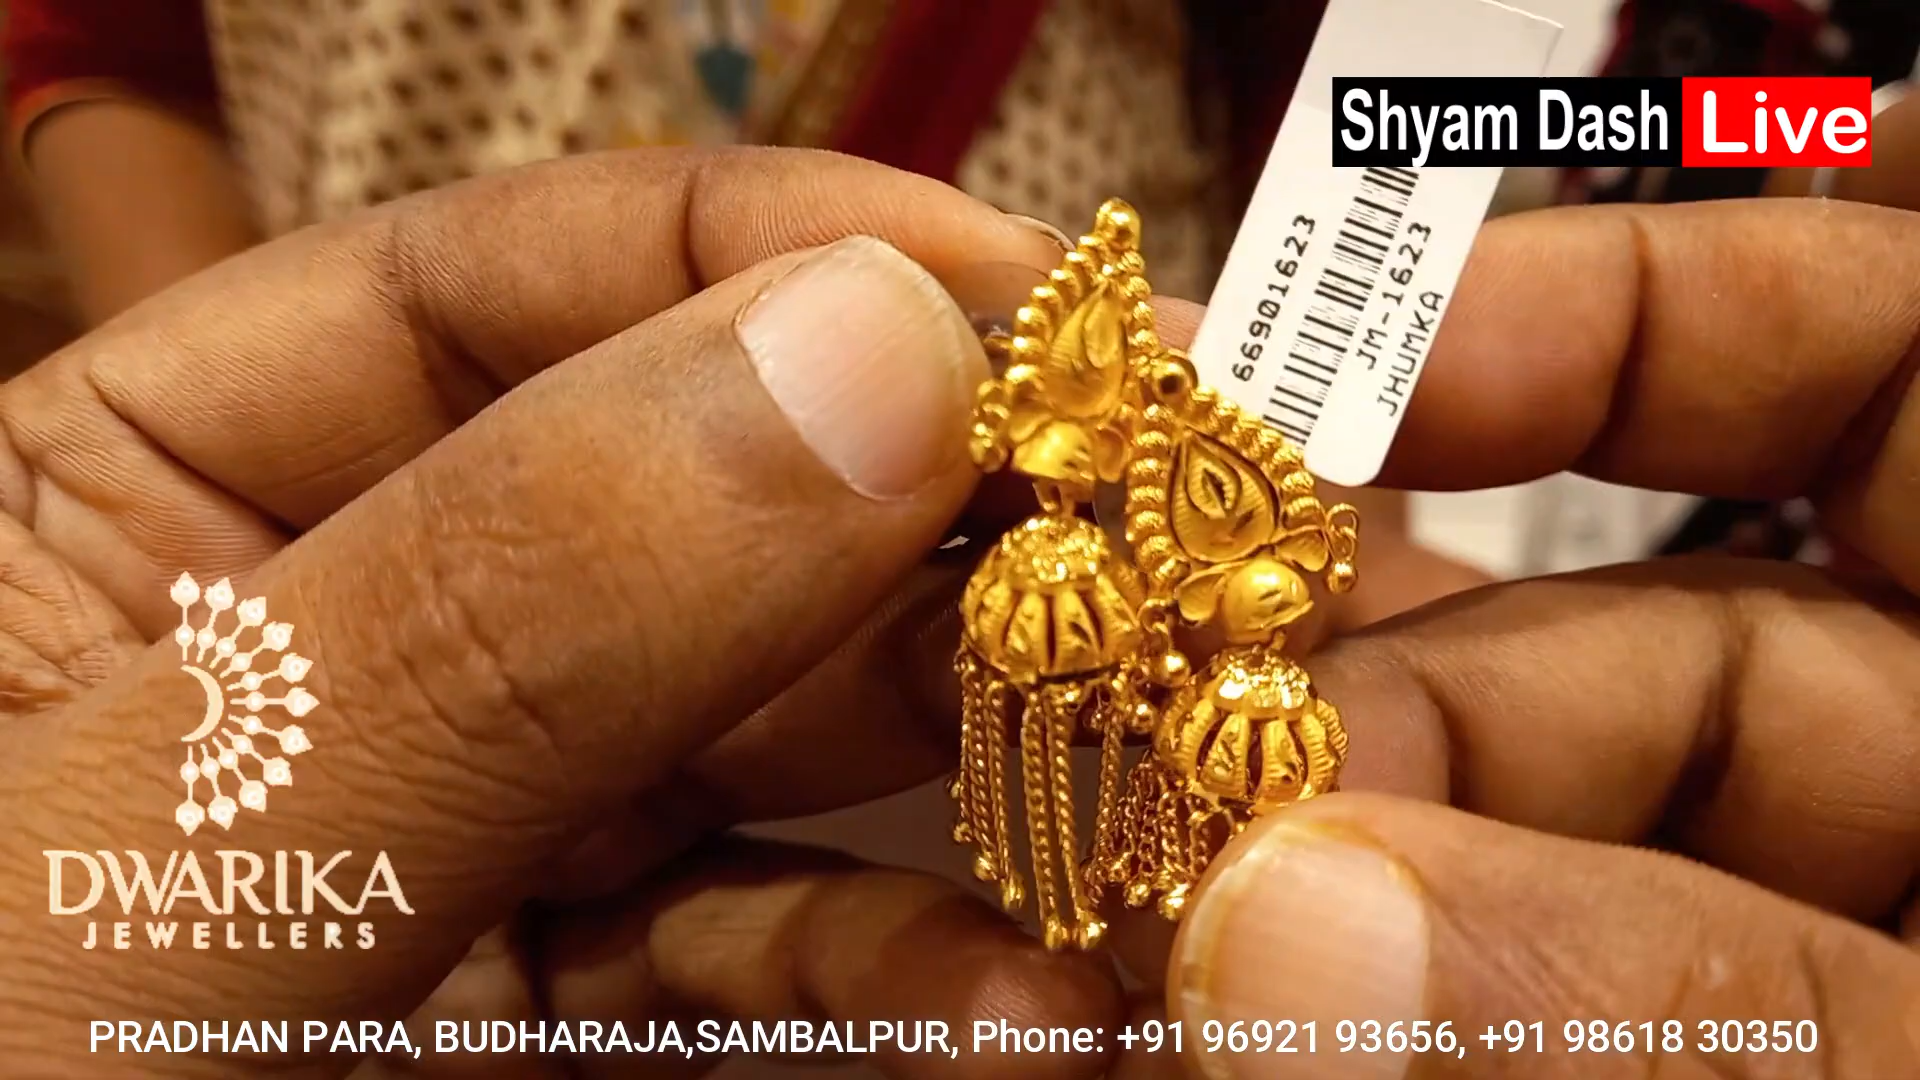 Shyam Dash Live
66901623
JM-1623
JHUMKA
DWARIKA
JEWELLERS
PRADHAN PARA, BUDHARAJA,SAMBALPUR, Phone: +91 96921 93656, +91 98618 30350